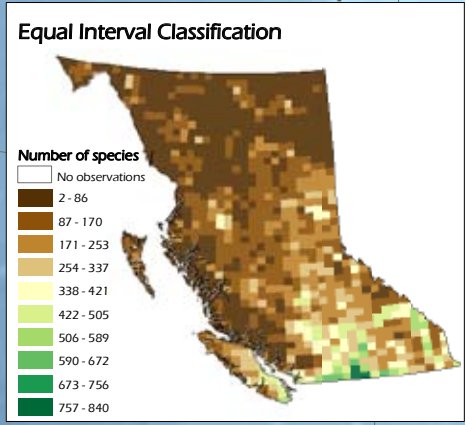 Equal Interval Classification
Number of species
No observations
2 - 86
87 - 170
171 - 253
254 - 337
338 - 421
422 - 505
506 - 589
590 - 672
673 - 756
757 - 840